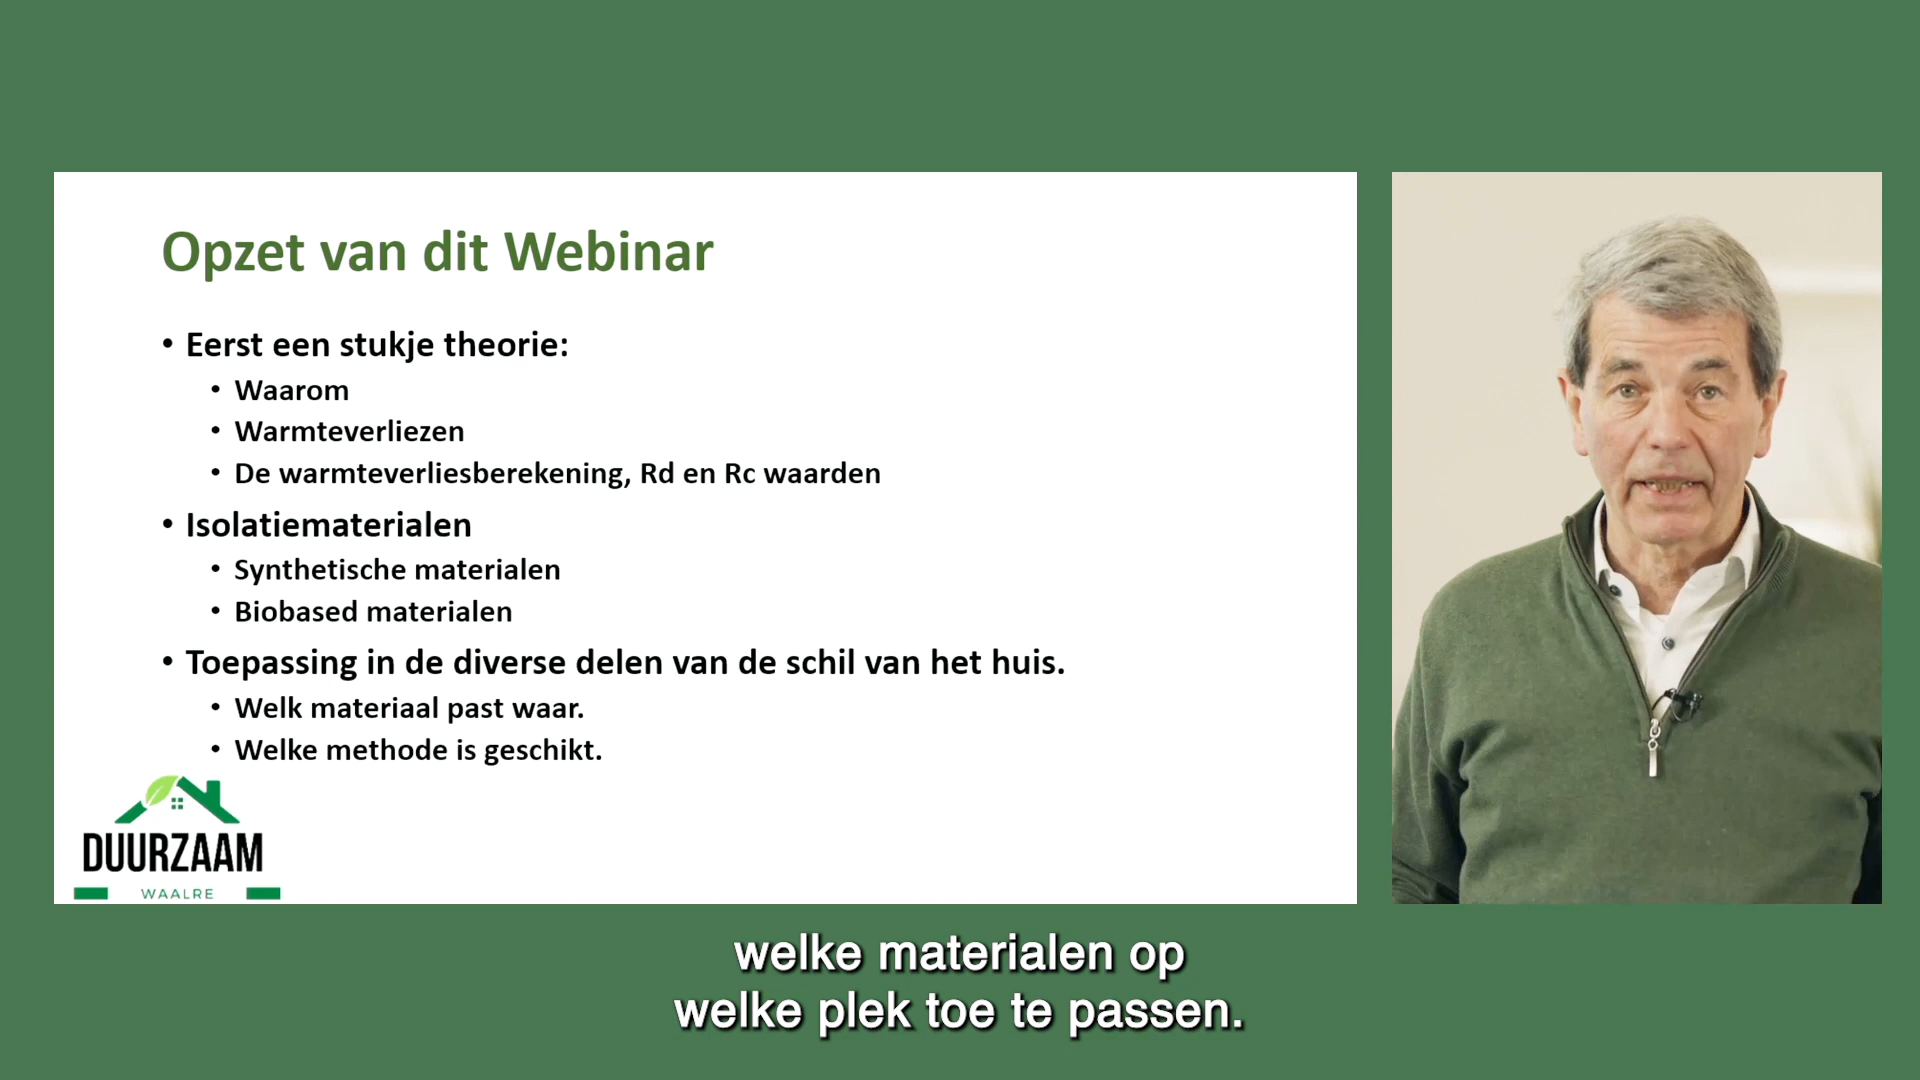 Opzet van dit Webinar
• Eerst een stukje theorie:
• Waarom
• Warmteverliezen
• De warmteverliesberekening, Rd en Rc waarden
• Isolatiematerialen
• Synthetische materialen
• Biobased materialen
• Toepassing in de diverse delen van de schil van het huis.
• Welk materiaal past waar.
• Welke methode is geschikt.
DUURZAAM
WAALRE
welke materialen op
welke plek toe te passen.